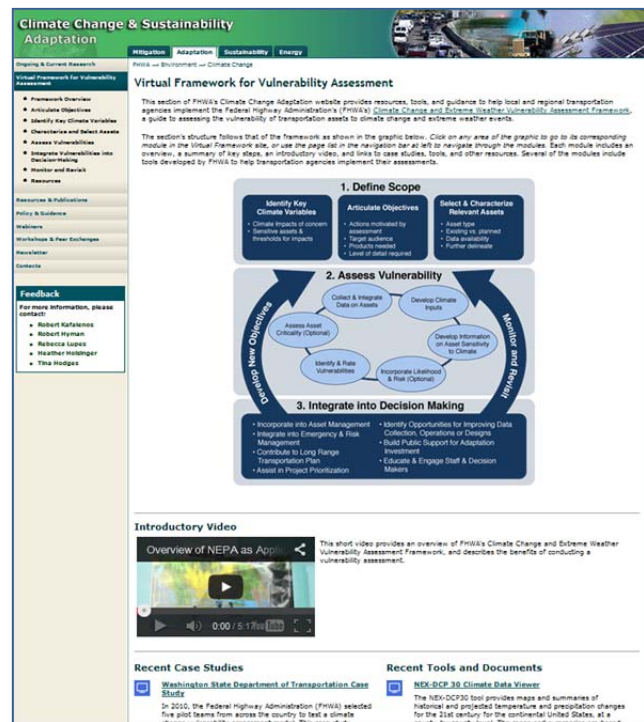 Climate Change & Sustainability
Adaptation
Mitigation
Adaptation
Sustainability
Energy
FHWA → Environment → Climate Change
Ongoing & Current Research
Virtual Framework for Vulnerability
Assessment
Framework Overview
Articulate Objectives
Identify Key Climate Variables
Characterize and Select Assets
Assess Vulnerabilities
Integrate Vulnerabilities into
Decision-Making
Monitor and Revisit
Resources
Resources & Publications
Policy & Guidance
Webinars
Workshops & Peer Exchanges
Newsletter
Contacts
Feedback
For more information, please
contact:
Robert Kafalenos
Robert Hyman
Rebecca Lupes
Heather Holsinger
Tina Hodges
Virtual Framework for Vulnerability Assessment
This section of FHWA's Climate Change Adaptation website provides resources, tools, and guidance to help local and regional transportation
agencies implement the Federal Highway Administration's (FHWA's) Climate Change and Extreme Weather Vulnerability Assessment Framework,
a guide to assessing the vulnerability of transportation assets to climate change and extreme weather events.
The section's structure follows that of the framework as shown in the graphic below. Click on any area of the graphic to go to its corresponding
module in the Virtual Framework site, or use the page list in the navigation bar at left to navigate through the modules. Each module includes an
overview, a summary of key steps, an introductory video, and links to case studies, tools, and other resources. Several of the modules include
tools developed by FHWA to help transportation agencies implement their assessments.
1. Define Scope
Identify Key
Climate Variables
• Climate Impacts of concern
• Sensitive assets &
thresholds for impacts
Articulate Objectives
• Actions motivated by
assessment
• Target audience
• Products needed
• Level of detail required
Select & Characterize
Relevant Assets
• Asset type
• Existing vs. planned
• Data availability
• Further delineate
2. Assess Vulnerability
Collect & Integrate
Data on Assets
Develop Climate
Inputs
Assess Asset
Criticality (Optional)
Develop Information
on Asset Sensitivity
to Climate
Identify & Rate
Vulnerabilities
Incorporate Likelihood
& Risk (Optional)
Develop New Objectives
Monitor and Revisit
3. Integrate into Decision Making
• Incorporate into Asset Management
• Integrate into Emergency & Risk
Management
• Contribute to Long Range
Transportation Plan
• Assist in Project Prioritization
• Identify Opportunities for Improving Data
Collection, Operations or Designs
• Build Public Support for Adaptation
Investment
• Educate & Engage Staff & Decision
Makers
Introductory Video
Overview of NEPA as Appli
0:00 / 5:17
YouTube
This short video provides an overview of FHWA's Climate Change and Extreme Weather
Vulnerability Assessment Framework, and describes the benefits of conducting a
vulnerability assessment.
Recent Case Studies
Washington State Department of Transportation Case
Study
In 2010, the Federal Highway Administration (FHWA) selected
five pilot teams from across the country to test a climate
Recent Tools and Documents
NEX-DCP 30 Climate Data Viewer
The NEX-DCP30 tool provides maps and summaries of
historical and projected temperature and precipitation changes
for the 21st century for the continental United States, at a